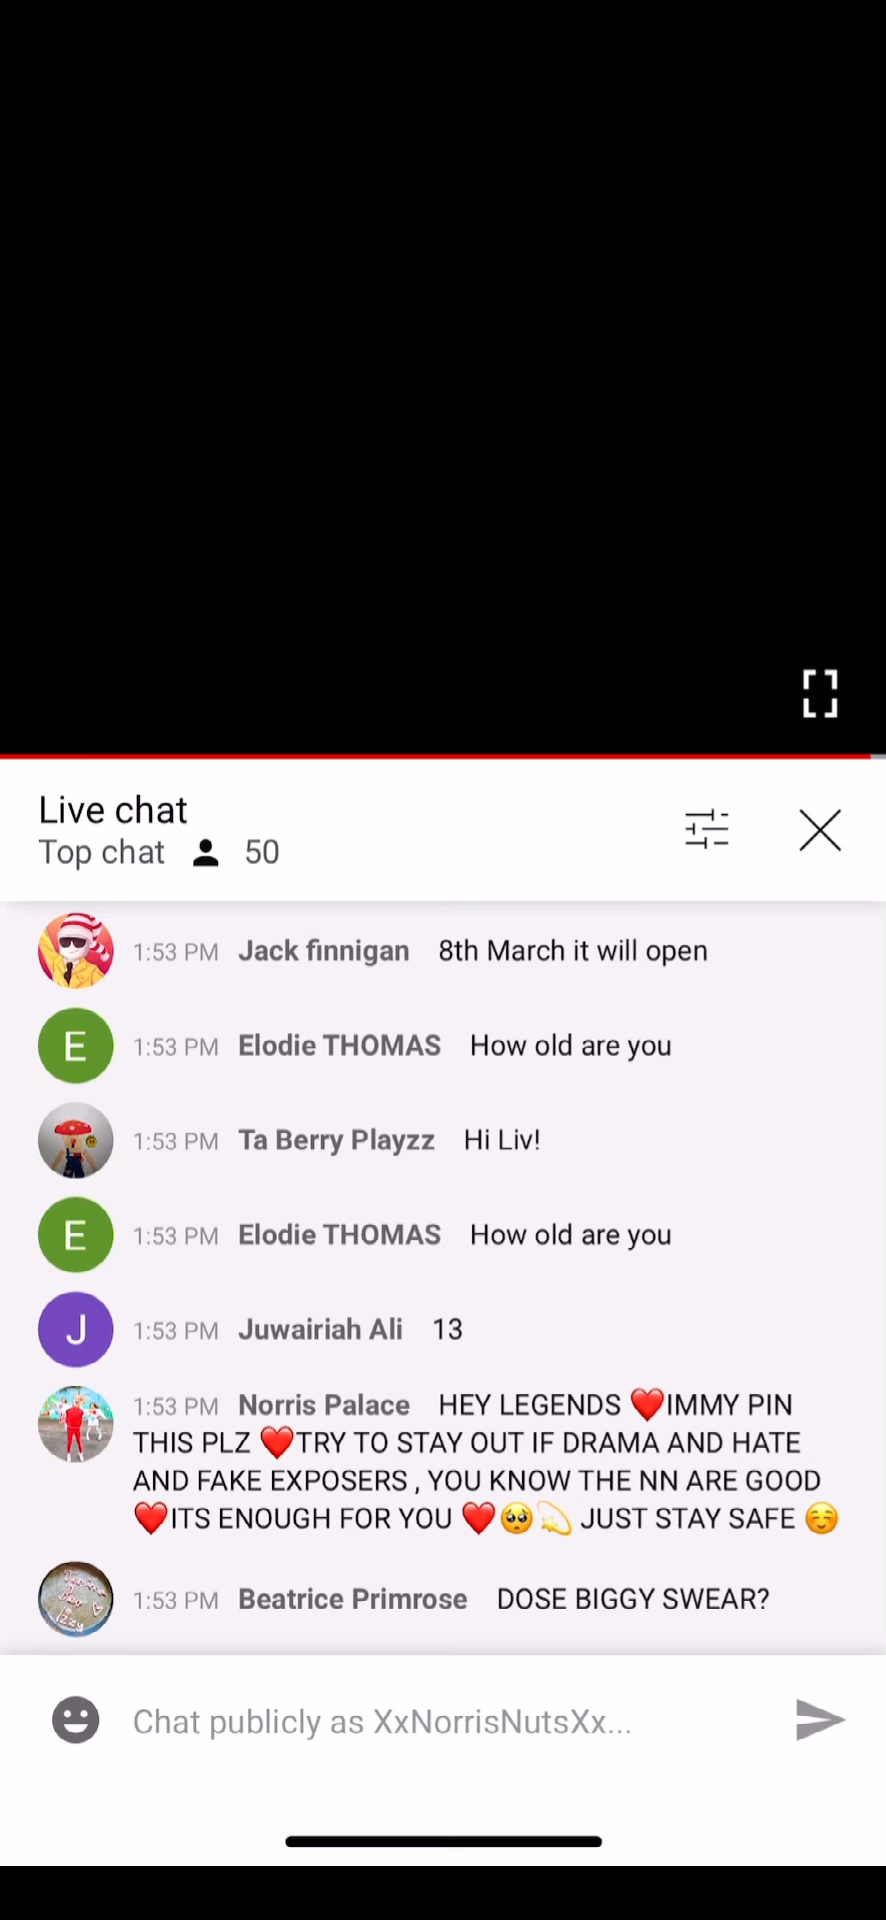 Live chat
Top chat 50
1:53 PM Jack finnigan 8th March it will open
E 1:53 PM Elodie THOMAS How old are you
1:53 PM Ta Berry Playzz Hi Liv!
E 1:53 PM Elodie THOMAS How old are you
J 1:53 PM Juwairiah Ali 13
1:53 PM Norris Palace HEY LEGENDS ❤️IMMY PIN
THIS PLZ ❤️TRY TO STAY OUT IF DRAMA AND HATE
AND FAKE EXPOSERS , YOU KNOW THE NN ARE GOOD
❤️ITS ENOUGH FOR YOU ❤️🥺💫 JUST STAY SAFE ☺️
1:53 PM Beatrice Primrose DOSE BIGGY SWEAR?
Chat publicly as XxNorrisNutsXx...